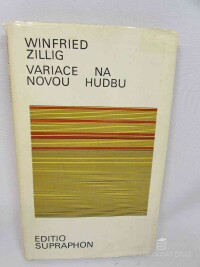 WINFRIED
ZILLIG
VARIACE NA
NOVOU HUDBU
EDITIO
SUPRAPHON